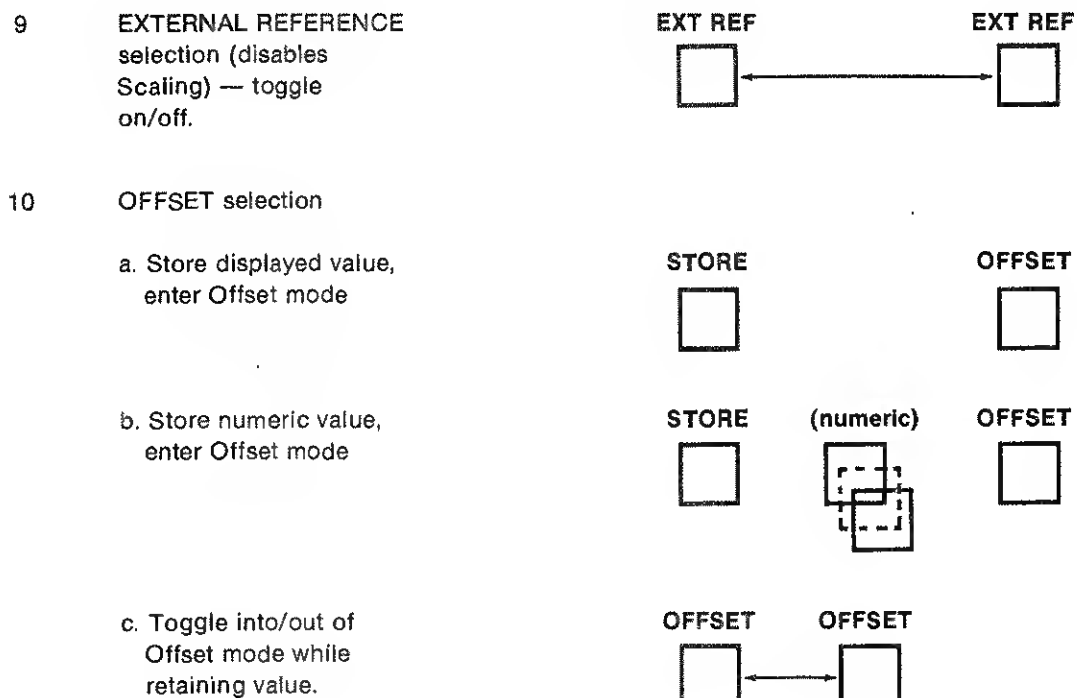 9 EXTERNAL REFERENCE EXT REF EXT REF
selection (disables
Scaling) — toggle
on/off.
10 OFFSET selection
a. Store displayed value, STORE OFFSET
enter Offset mode
b. Store numeric value, STORE (numeric) OFFSET
enter Offset mode
c. Toggle into/out of OFFSET OFFSET
Offset mode while
retaining value.